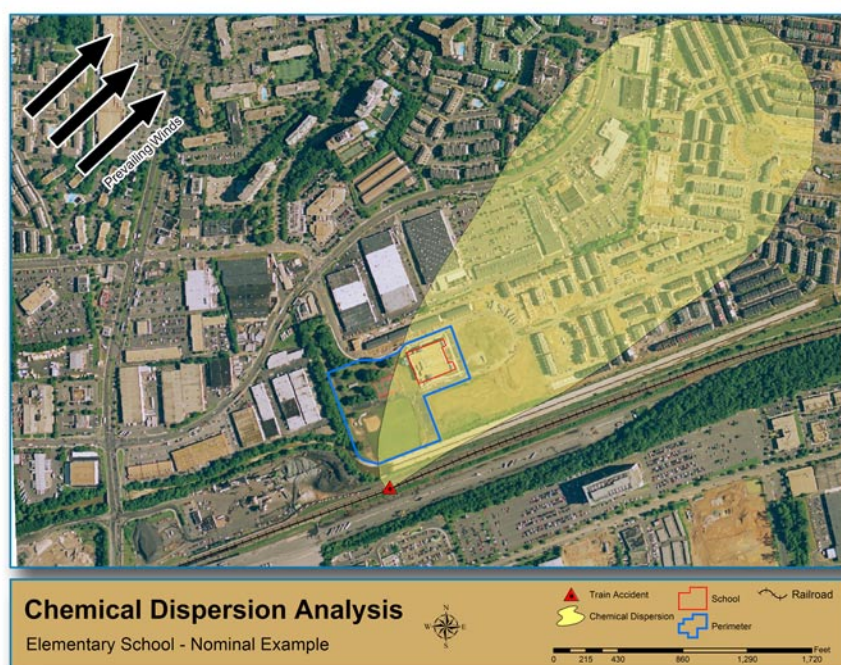 Prevailing Winds
Chemical Dispersion Analysis
Elementary School - Nominal Example
N
W E
S
Train Accident
Chemical Dispersion
School
Perimeter
Railroad
Feet
0 215 430 860 1,290 1,720